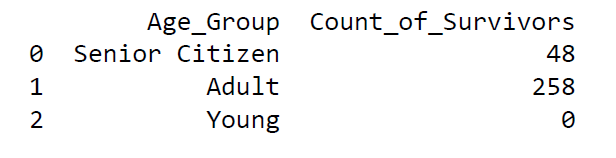 Age_Group Count_of_Survivors
0 Senior Citizen 48
1 Adult 258
2 Young 0